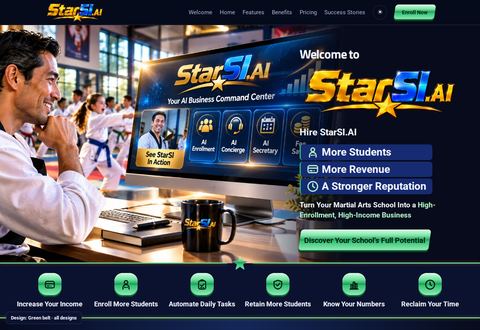 StarSI.AI
Welcome
Home
Features
Benefits
Pricing
Success Stories
Enroll Now
StarSI.AI
Your AI Business Command Center
See StarSI
In Action
AI
Enrollment
AI
Concierge
AI
Secretary
StarSI.AI
Welcome to
StarSI.AI
Hire StarSI.AI
More Students
More Revenue
A Stronger Reputation
Turn Your Martial Arts School Into a High-
Enrollment, High-Income Business
Discover Your School's Full Potential
Increase Your Income
Enroll More Students
Automate Daily Tasks
Retain More Students
Know Your Numbers
Reclaim Your Time
Design: Green belt · all designs